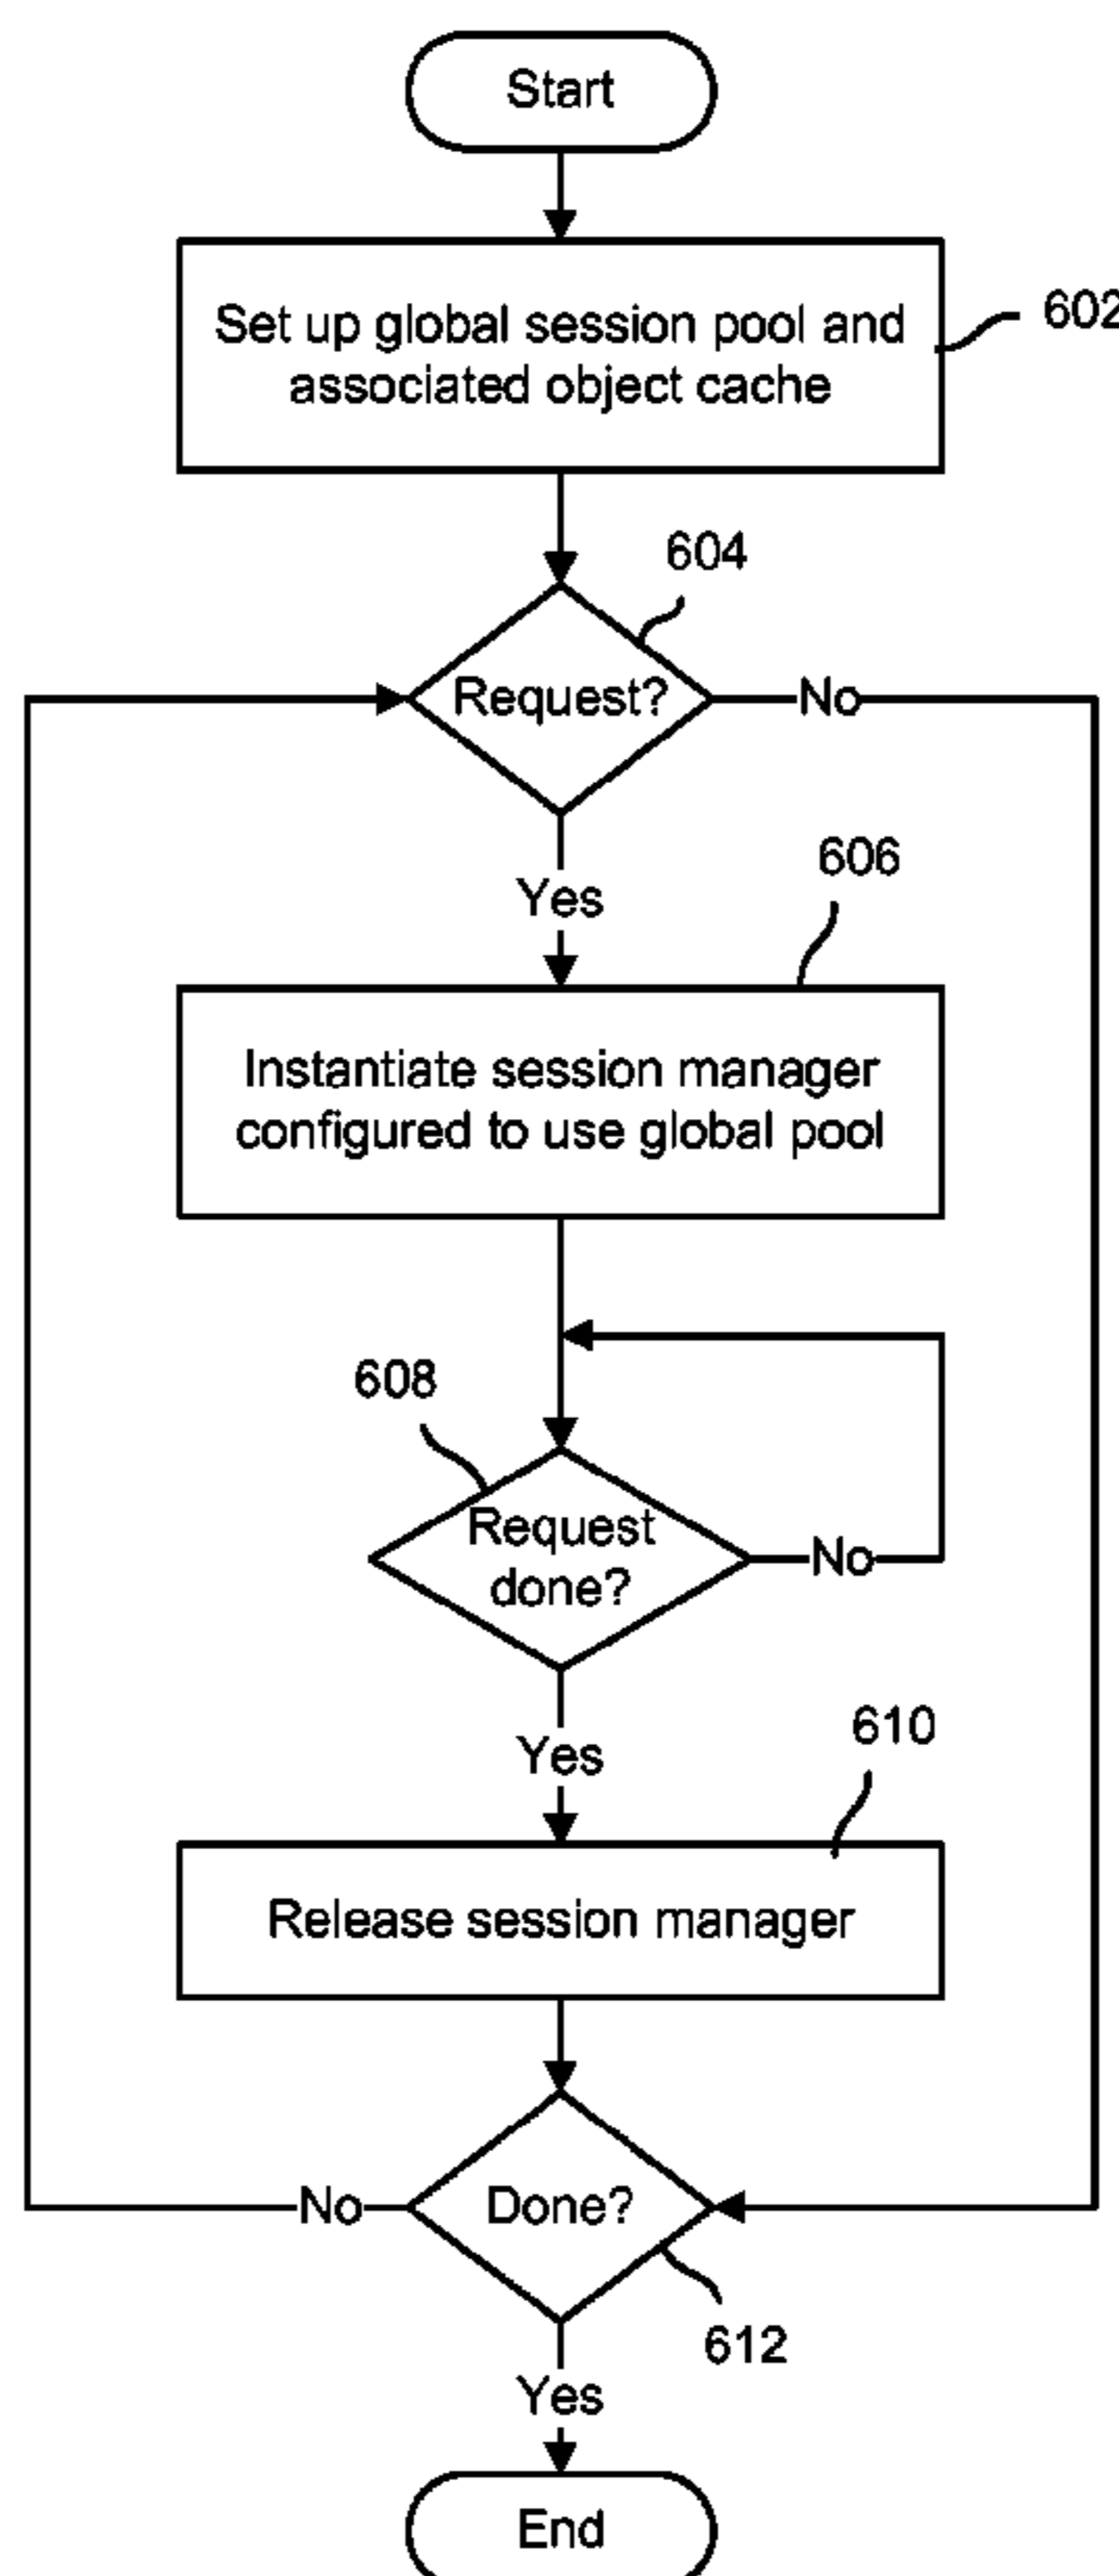 Start
Set up global session pool and
associated object cache
602
604
Request?
No
Yes
606
Instantiate session manager
configured to use global pool
608
Request
done?
No
Yes
610
Release session manager
No
Done?
612
Yes
End